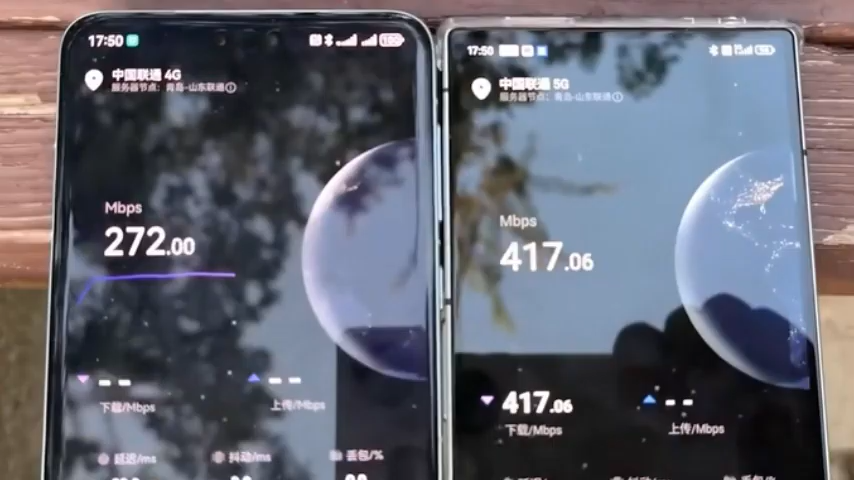 17:50
中国联通 4G
服务器节点：青岛-山东联通
Mbps
272.00
-- --
下载/Mbps
上传/Mbps
延迟/ms
抖动/ms
丢包/%
17:50
中国联通 5G
服务器节点：青岛-山东联通
Mbps
417.06
417.06
--
下载/Mbps
上传/Mbps